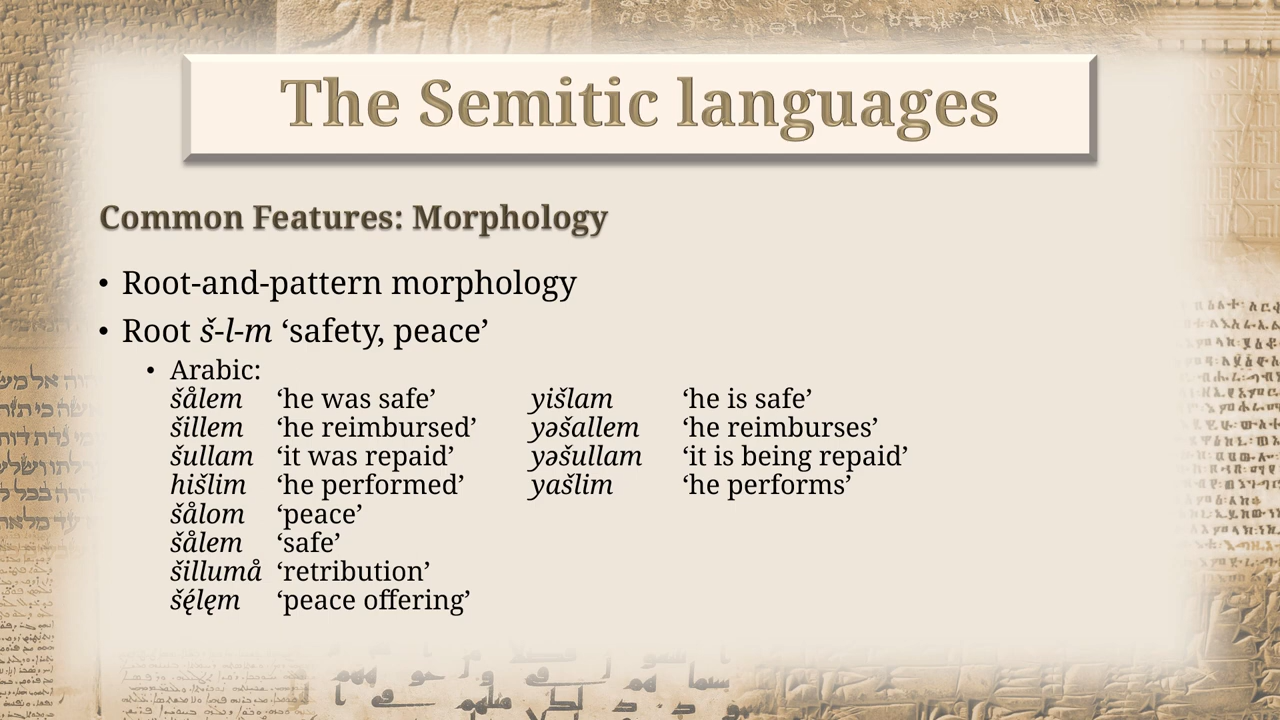 The Semitic languages
Common Features: Morphology
• Root-and-pattern morphology
• Root š-l-m ‘safety, peace’
• Arabic:
šålem ‘he was safe’ yišlam ‘he is safe’
šillem ‘he reimbursed’ yəšallem ‘he reimburses’
šullam ‘it was repaid’ yəšullam ‘it is being repaid’
hišlim ‘he performed’ yašlim ‘he performs’
šålom ‘peace’
šålem ‘safe’
šillumå ‘retribution’
šę́lęm ‘peace offering’